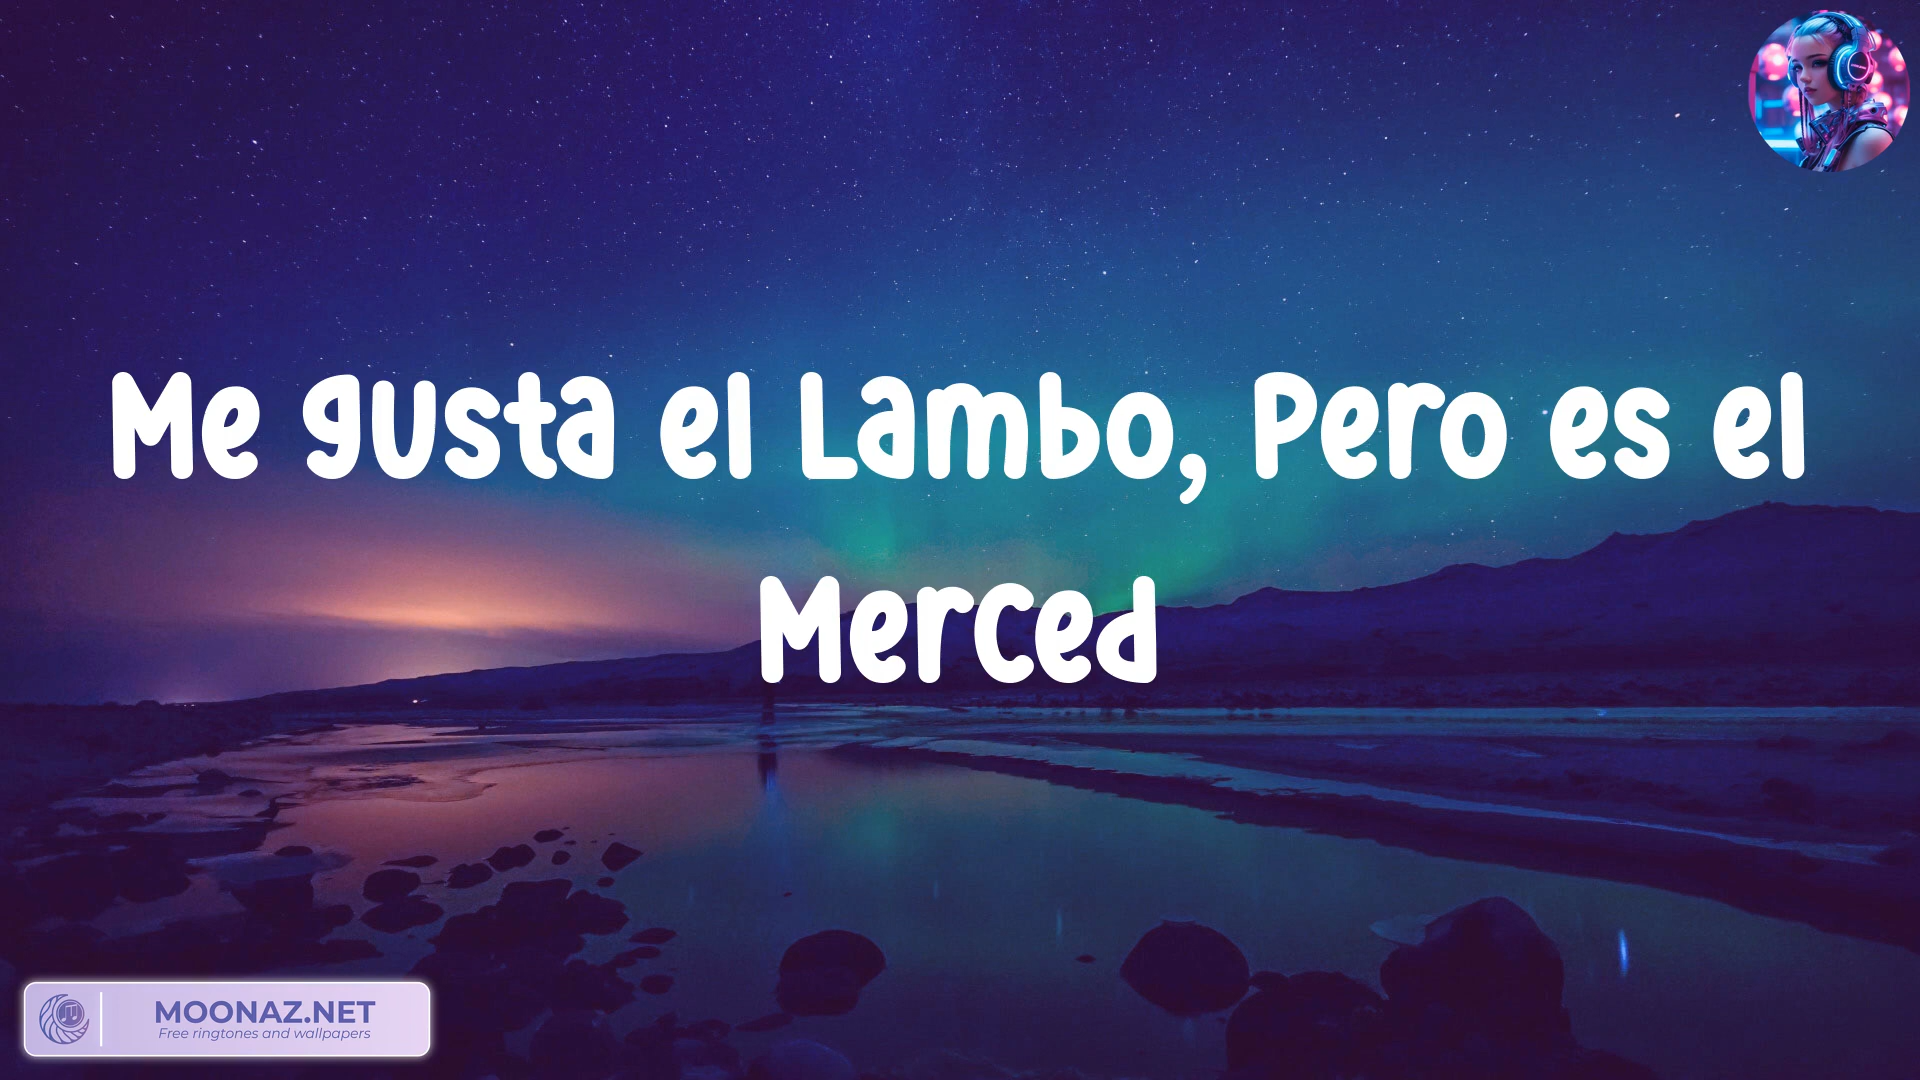 Me gusta el Lambo, Pero es el
Merced
MOONAZ.NET
Free ringtones and wallpapers